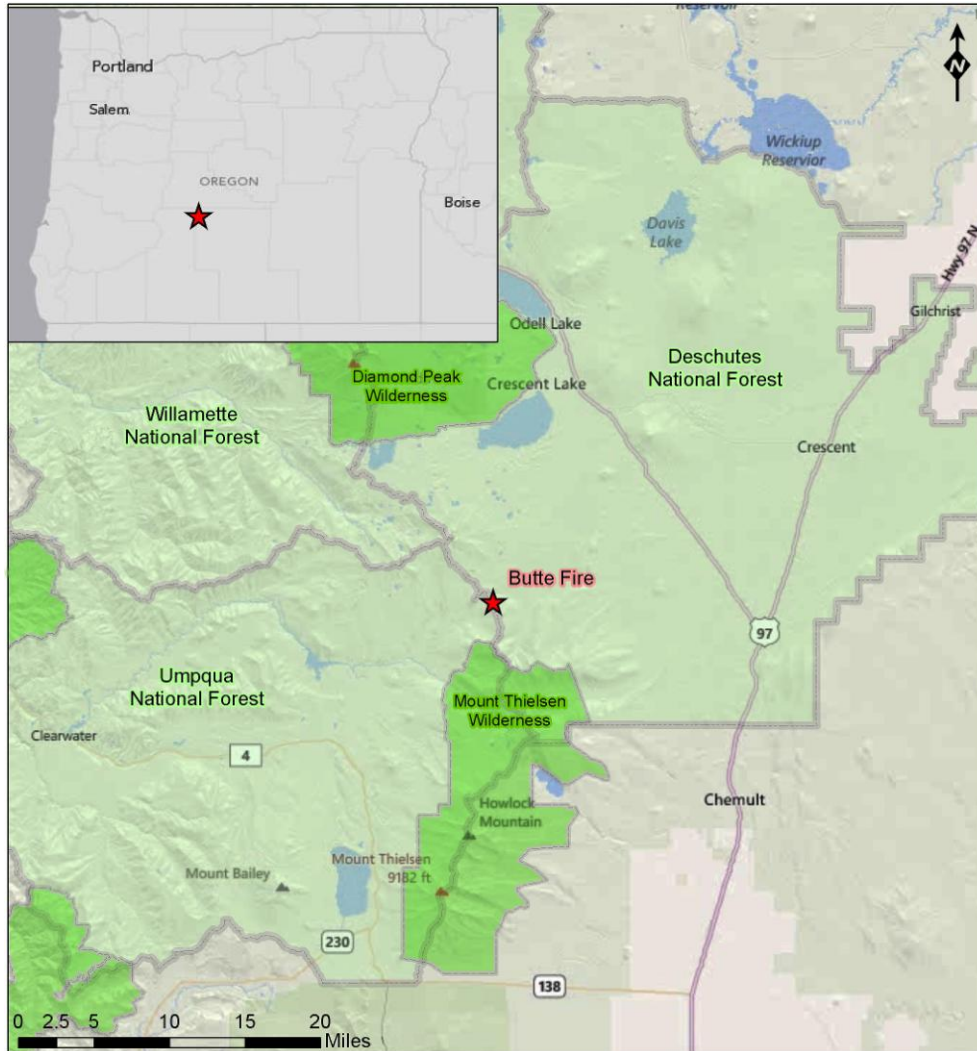 Reservoir
N
Portland
Salem
OREGON
Boise
Wickiup
Reservior
Davis
Lake
Hwy 97 N
Gilchrist
Odell Lake
Deschutes
National Forest
Diamond Peak
Wilderness
Crescent Lake
Willamette
National Forest
Crescent
Butte Fire
97
Umpqua
National Forest
Mount Thielsen
Wilderness
Clearwater
4
Chemult
Howlock
Mountain
Mount Thielsen
9182 ft
Mount Bailey
230
138
0 2.5 5 10 15 20
Miles